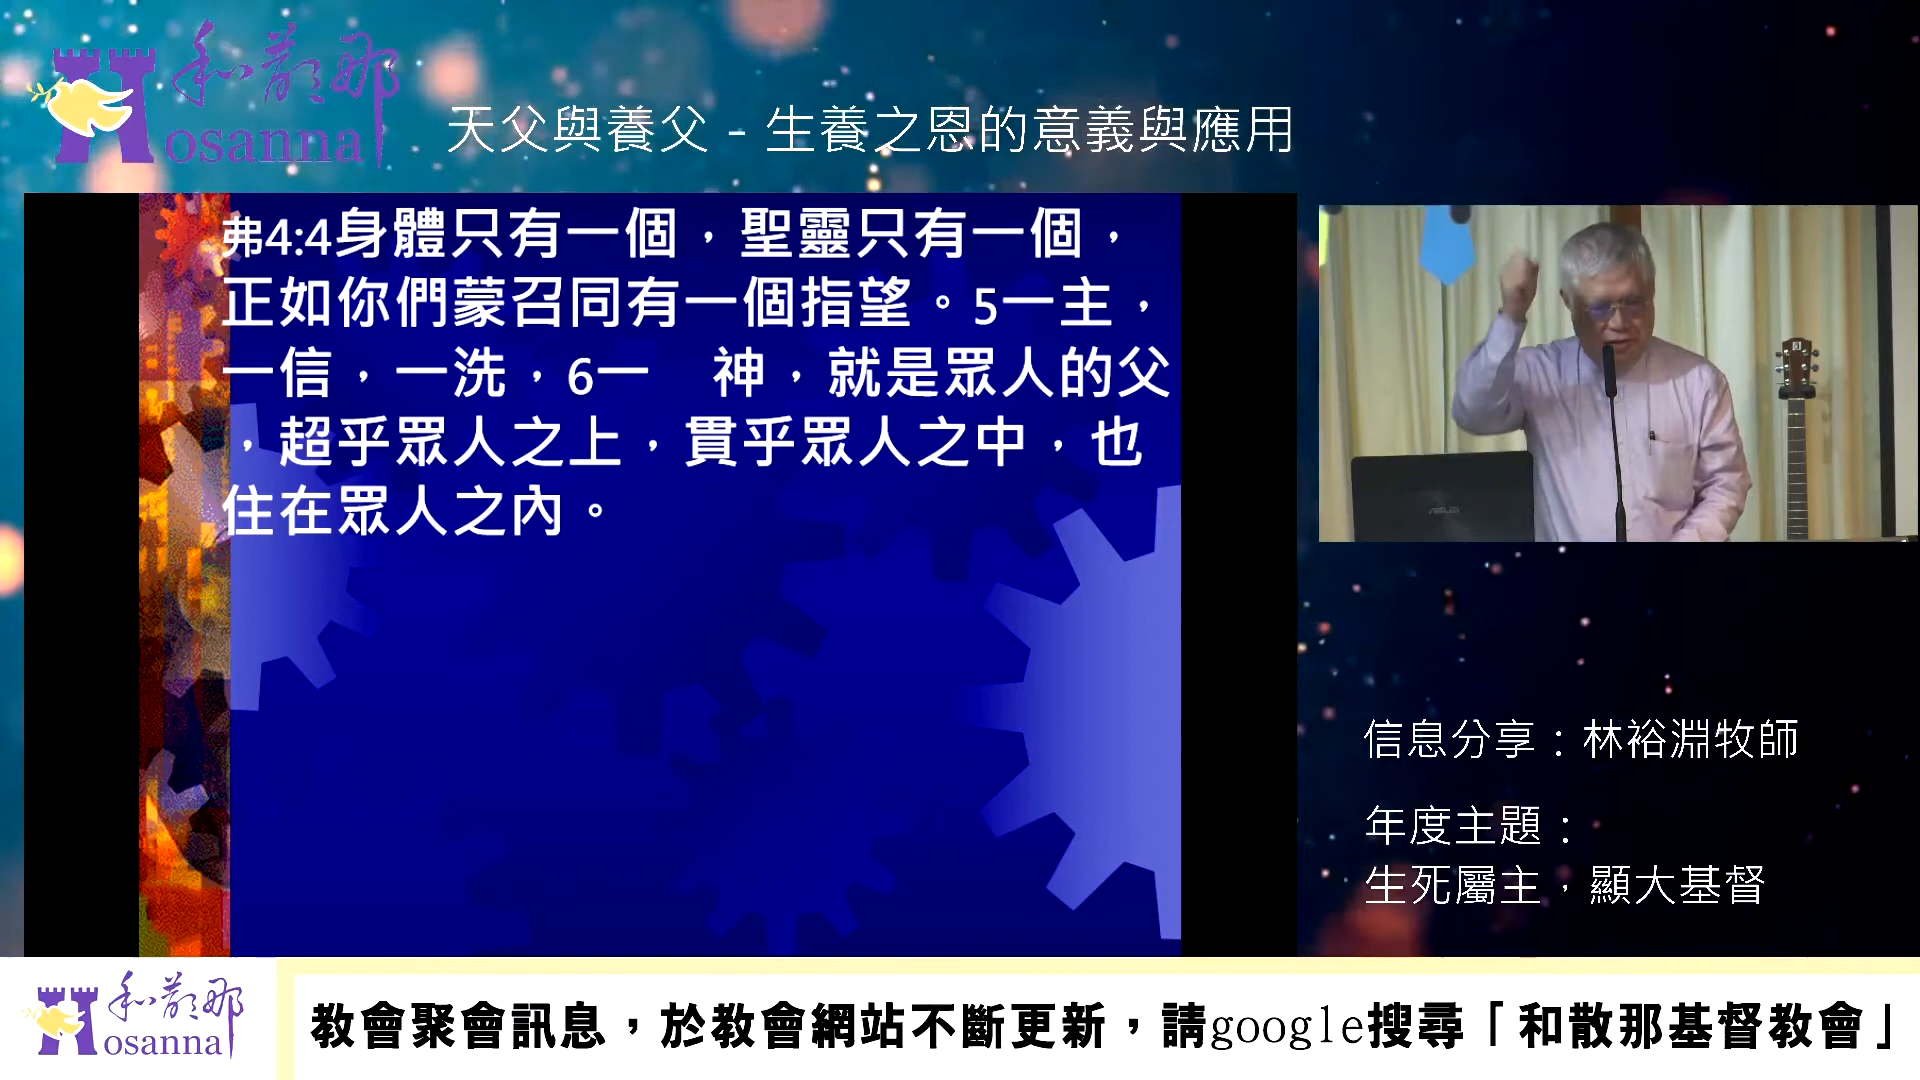 和散那
Hosanna
天父與養父 - 生養之恩的意義與應用
弗4:4身體只有一個，聖靈只有一個，
正如你們蒙召同有一個指望。5一主，
一信，一洗，6一　神，就是眾人的父
，超乎眾人之上，貫乎眾人之中，也
住在眾人之內。
ASUS
信息分享：林裕淵牧師
年度主題：
生死屬主，顯大基督
和散那
Hosanna
教會聚會訊息，於教會網站不斷更新，請google搜尋「和散那基督教會」